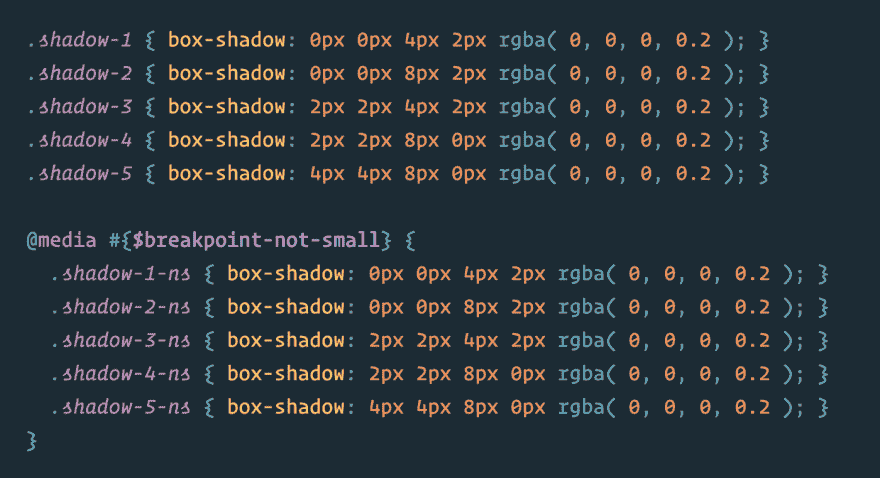 .shadow-1 { box-shadow: 0px 0px 4px 2px rgba( 0, 0, 0, 0.2 ); }
.shadow-2 { box-shadow: 0px 0px 8px 2px rgba( 0, 0, 0, 0.2 ); }
.shadow-3 { box-shadow: 2px 2px 4px 2px rgba( 0, 0, 0, 0.2 ); }
.shadow-4 { box-shadow: 2px 2px 8px 0px rgba( 0, 0, 0, 0.2 ); }
.shadow-5 { box-shadow: 4px 4px 8px 0px rgba( 0, 0, 0, 0.2 ); }

@media #{$breakpoint-not-small} {
  .shadow-1-ns { box-shadow: 0px 0px 4px 2px rgba( 0, 0, 0, 0.2 ); }
  .shadow-2-ns { box-shadow: 0px 0px 8px 2px rgba( 0, 0, 0, 0.2 ); }
  .shadow-3-ns { box-shadow: 2px 2px 4px 2px rgba( 0, 0, 0, 0.2 ); }
  .shadow-4-ns { box-shadow: 2px 2px 8px 0px rgba( 0, 0, 0, 0.2 ); }
  .shadow-5-ns { box-shadow: 4px 4px 8px 0px rgba( 0, 0, 0, 0.2 ); }
}